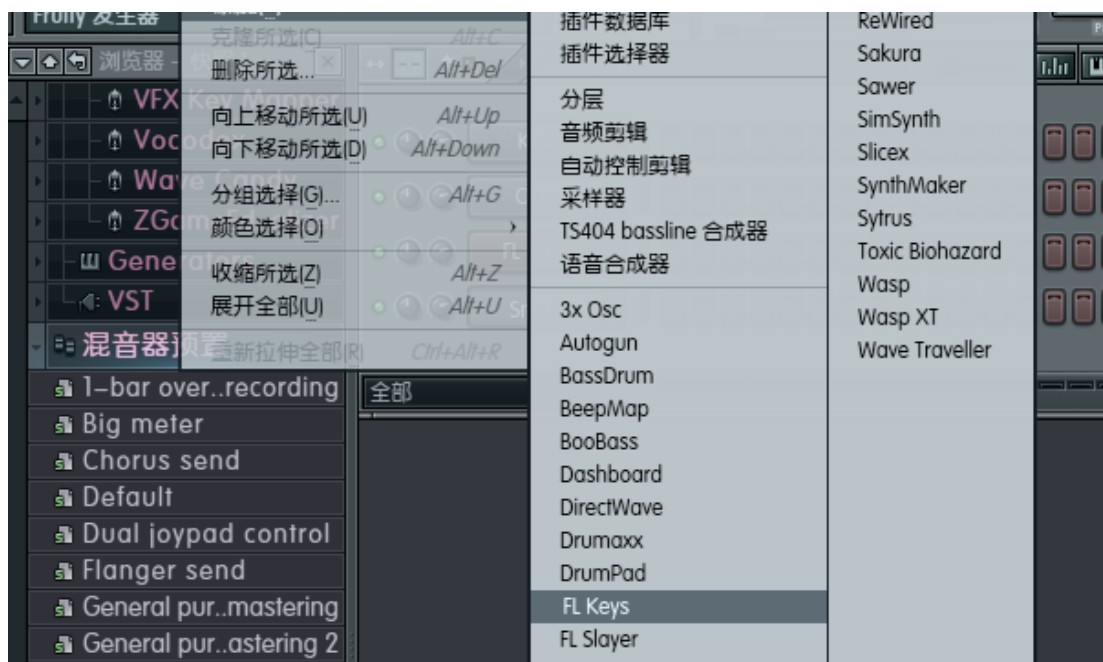 Fruity 发生器
浏览器 -
VFX Key Mapper
Vocodex
Wave Candy
Generators
VST
混音器预置
1-bar over..recording
Big meter
Chorus send
Default
Dual joypad control
Flanger send
General pur..mastering
General pur..astering 2
克隆所选(C) Alt+C
删除所选... Alt+Del
向上移动所选(U) Alt+Up
向下移动所选(D) Alt+Down
分组选择(G)... Alt+G
颜色选择(O)
收缩所选(Z) Alt+Z
展开全部(U) Alt+U
重新拉伸全部(R) Ctrl+Alt+R
全部
插件数据库
插件选择器
分层
音频剪辑
自动控制剪辑
采样器
TS404 bassline 合成器
语音合成器
3x Osc
Autogun
BassDrum
BeepMap
BooBass
Dashboard
DirectWave
Drumaxx
DrumPad
FL Keys
FL Slayer
ReWired
Sakura
Sawer
SimSynth
Slicex
SynthMaker
Sytrus
Toxic Biohazard
Wasp
Wasp XT
Wave Traveller